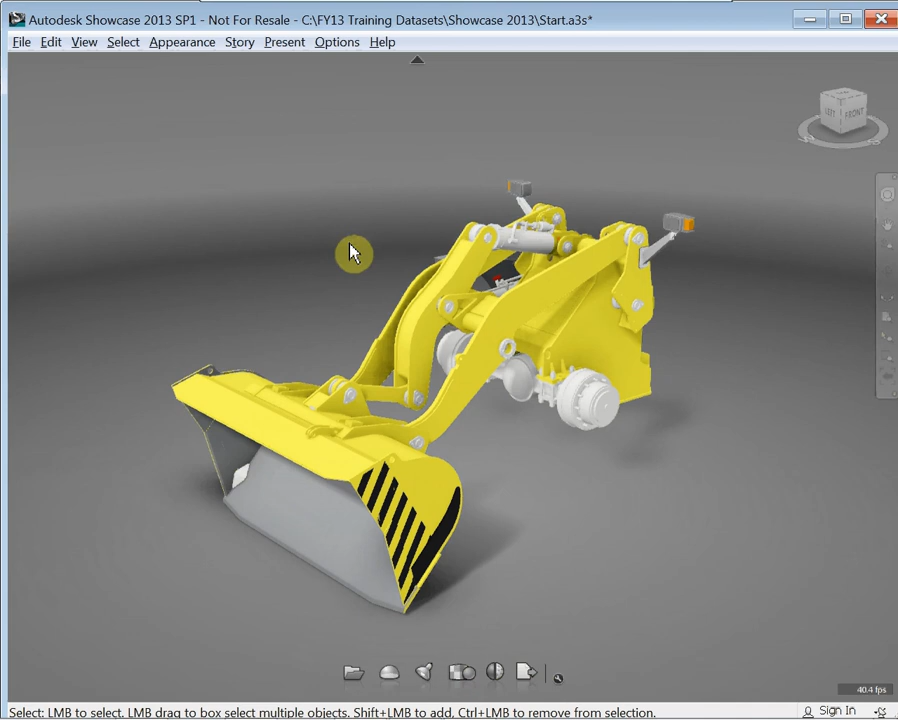 Autodesk Showcase 2013 SP1 - Not For Resale - C:\FY13 Training Datasets\Showcase 2013\Start.a3s*
File Edit View Select Appearance Story Present Options Help
LEFT FRONT
40.4 fps
Select: LMB to select. LMB drag to box select multiple objects. Shift+LMB to add, Ctrl+LMB to remove from selection. Sign In